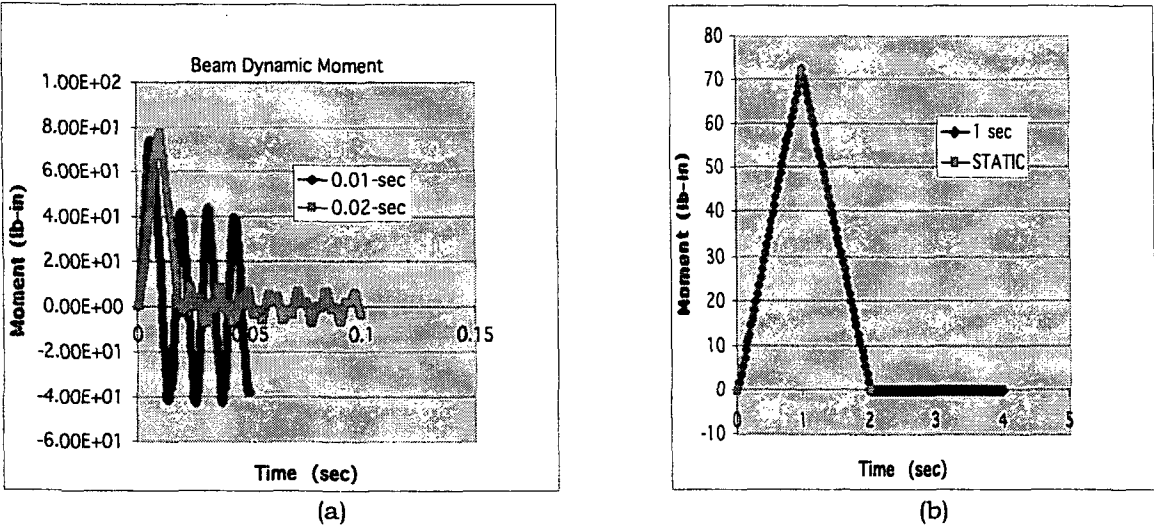 Beam Dynamic Moment
1.00E+02
8.00E+01
6.00E+01
4.00E+01
2.00E+01
0.00E+00
-2.00E+01
-4.00E+01
-6.00E+01
Moment (lb-in)
0
0.05
0.1
0.15
Time (sec)
0.01-sec
0.02-sec
(a)
80
70
60
50
40
30
20
10
0
-10
Moment (lb-in)
0
1
2
3
4
5
Time (sec)
1 sec
STATIC
(b)